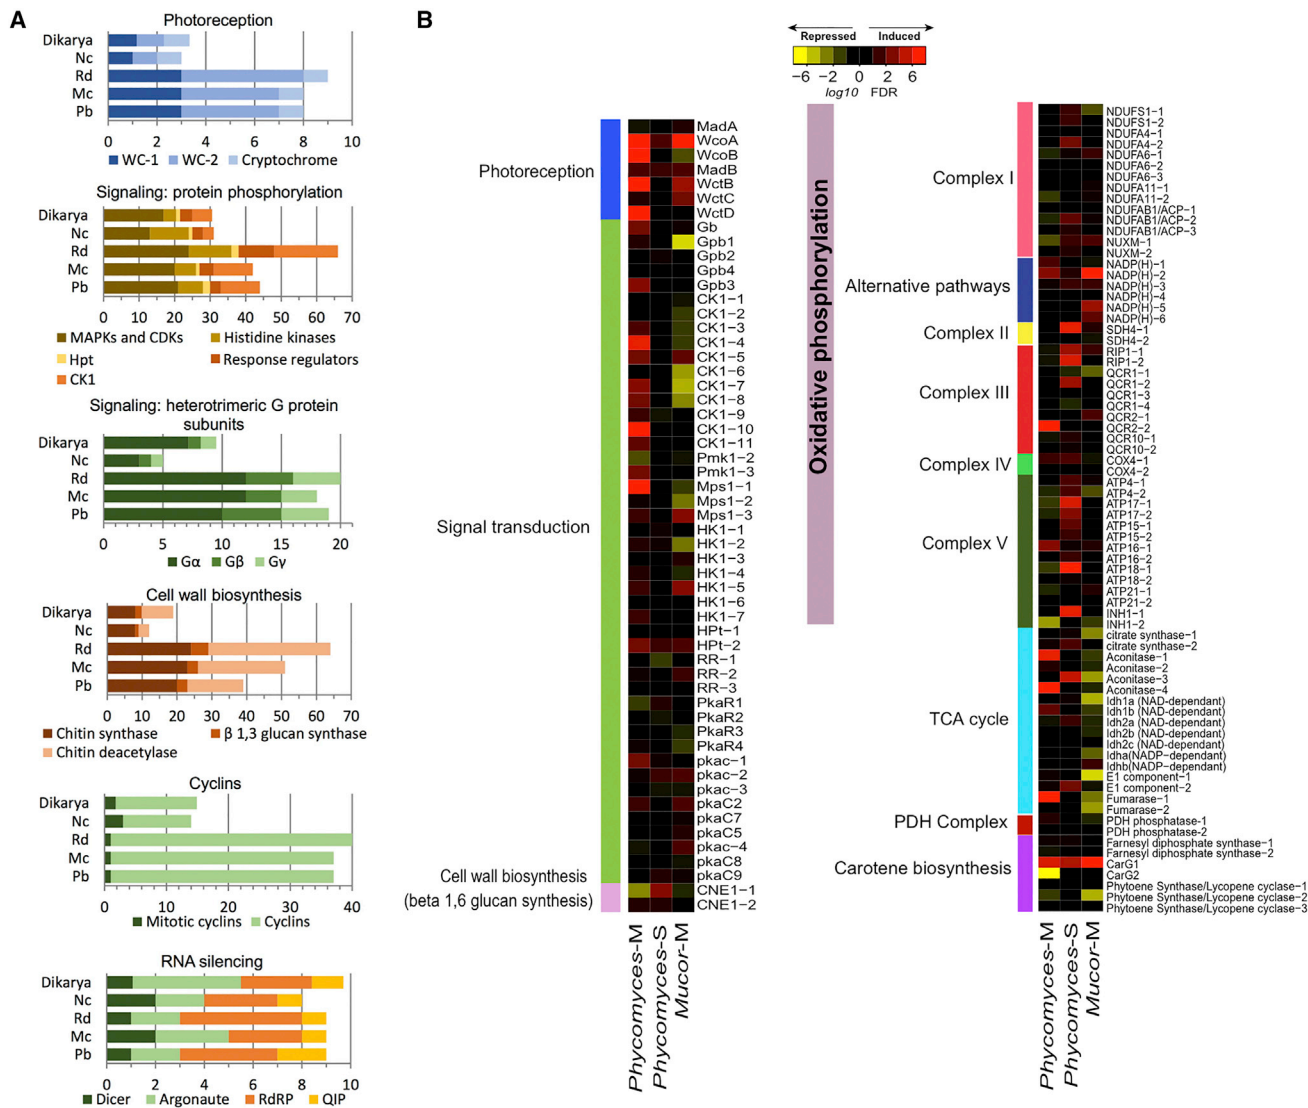 A
Photoreception
Dikarya
Nc
Rd
Mc
Pb
0 2 4 6 8 10
WC-1 WC-2 Cryptochrome
Signaling: protein phosphorylation
Dikarya
Nc
Rd
Mc
Pb
0 10 20 30 40 50 60 70
MAPKs and CDKs Histidine kinases
Hpt Response regulators
CK1
Signaling: heterotrimeric G protein
subunits
Dikarya
Nc
Rd
Mc
Pb
0 5 10 15 20
Gα Gβ Gγ
Cell wall biosynthesis
Dikarya
Nc
Rd
Mc
Pb
0 10 20 30 40 50 60 70
Chitin synthase β 1,3 glucan synthase
Chitin deacetylase
Cyclins
Dikarya
Nc
Rd
Mc
Pb
0 10 20 30 40
Mitotic cyclins Cyclins
RNA silencing
Dikarya
Nc
Rd
Mc
Pb
0 2 4 6 8 10
Dicer Argonaute RdRP QIP
B
Repressed Induced
−6 −2 0 2 6
log10 FDR
Photoreception
Signal transduction
Cell wall biosynthesis
(beta 1,6 glucan synthesis)
MadA
WcoA
WcoB
MadB
WctB
WctC
WctD
Gb
Gpb1
Gpb2
Gpb4
Gpb3
CK1−1
CK1−2
CK1−3
CK1−4
CK1−5
CK1−6
CK1−7
CK1−8
CK1−9
CK1−10
CK1−11
Pmk1−2
Pmk1−3
Mps1−1
Mps1−2
Mps1−3
HK1−1
HK1−2
HK1−3
HK1−4
HK1−5
HK1−6
HK1−7
HPt−1
HPt−2
RR−1
RR−2
RR−3
PkaR1
PkaR2
PkaR3
PkaR4
pkac−1
pkac−2
pkac−3
pkaC2
pkaC7
pkaC5
pkac−4
pkaC8
pkaC9
CNE1−1
CNE1−2
Phycomyces-M
Phycomyces-S
Mucor-M
Oxidative phosphorylation
Complex I
Alternative pathways
Complex II
Complex III
Complex IV
Complex V
TCA cycle
PDH Complex
Carotene biosynthesis
NDUFS1−1
NDUFS1−2
NDUFA4−1
NDUFA4−2
NDUFA6−1
NDUFA6−2
NDUFA6−3
NDUFA11−1
NDUFA11−2
NDUFAB1/ACP−1
NDUFAB1/ACP−2
NDUFAB1/ACP−3
NUXM−1
NUXM−2
NADP(H)−1
NADP(H)−2
NADP(H)−3
NADP(H)−4
NADP(H)−5
NADP(H)−6
SDH4−1
SDH4−2
RIP1−1
RIP1−2
QCR1−1
QCR1−2
QCR1−3
QCR1−4
QCR2−1
QCR2−2
QCR10−1
QCR10−2
COX4−1
COX4−2
ATP4−1
ATP4−2
ATP17−1
ATP17−2
ATP15−1
ATP15−2
ATP16−1
ATP16−2
ATP18−1
ATP18−2
ATP21−1
ATP21−2
INH1−1
INH1−2
citrate synthase−1
citrate synthase−2
Aconitase−1
Aconitase−2
Aconitase−3
Aconitase−4
Idh1a (NAD−dependant)
Idh1b (NAD−dependant)
Idh2a (NAD−dependant)
Idh2b (NAD−dependant)
Idh2c (NAD−dependant)
Idha(NADP−dependant)
Idhb(NADP−dependant)
E1 component−1
E1 component−2
Fumarase−1
Fumarase−2
PDH phosphatase-1
PDH phosphatase-2
Farnesyl diphosphate synthase−1
Farnesyl diphosphate synthase−2
CarG1
CarG2
Phytoene Synthase/Lycopene cyclase−1
Phytoene Synthase/Lycopene cyclase−2
Phytoene Synthase/Lycopene cyclase−3
Phycomyces-M
Phycomyces-S
Mucor-M